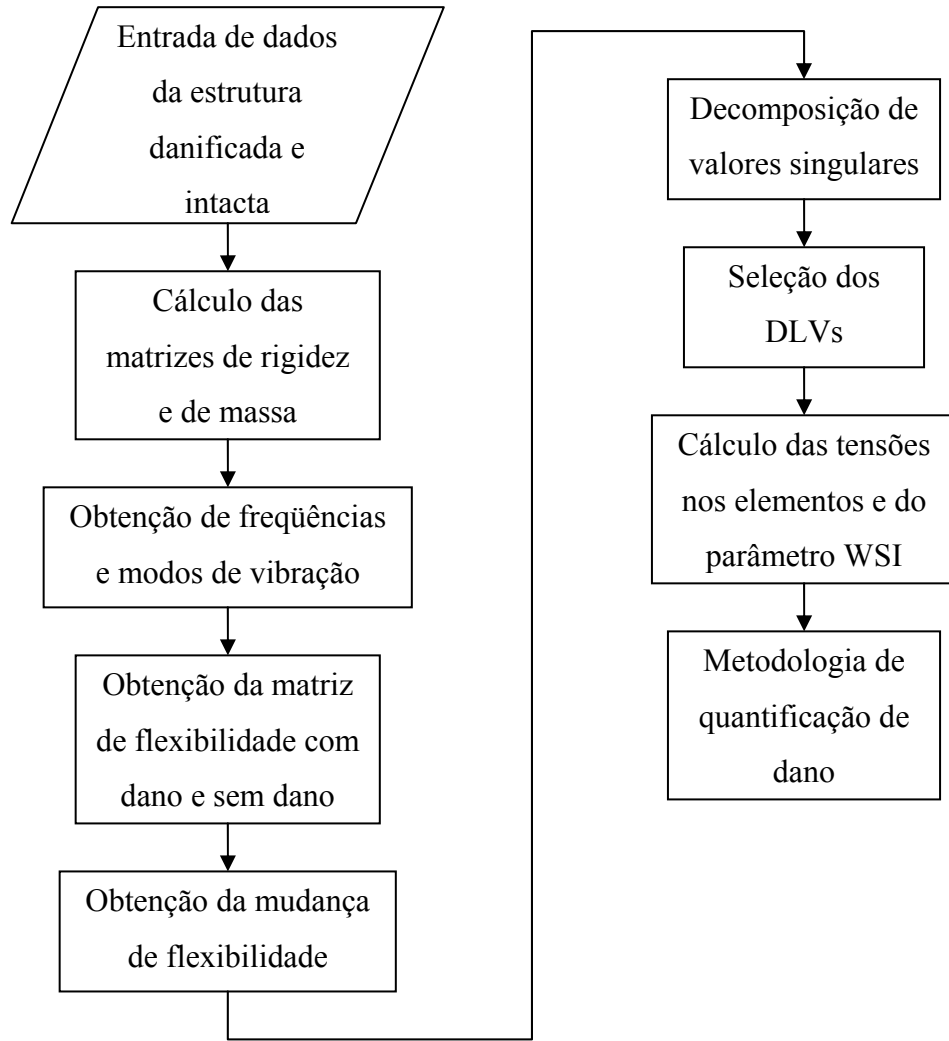 Entrada de dados
da estrutura
danificada e
intacta
Cálculo das
matrizes de rigidez
e de massa
Obtenção de freqüências
e modos de vibração
Obtenção da matriz
de flexibilidade com
dano e sem dano
Obtenção da mudança
de flexibilidade
Decomposição de
valores singulares
Seleção dos
DLVs
Cálculo das tensões
nos elementos e do
parâmetro WSI
Metodologia de
quantificação de
dano